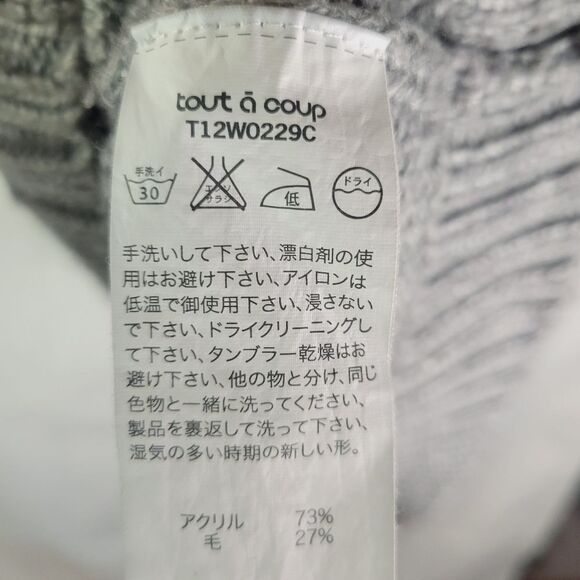 tout à coup
T12W0229C
手洗イ
30
エンソ
サラシ
低
ドライ
手洗いして下さい、漂白剤の使
用はお避け下さい、アイロンは
低温で御使用下さい、浸さない
で下さい、ドライクリーニングし
て下さい、タンブラー乾燥はお
避け下さい、他の物と分け、同じ
色物と一緒に洗ってください、
製品を裏返して洗って下さい、
湿気の多い時期の新しい形。
アクリル 73%
毛 27%